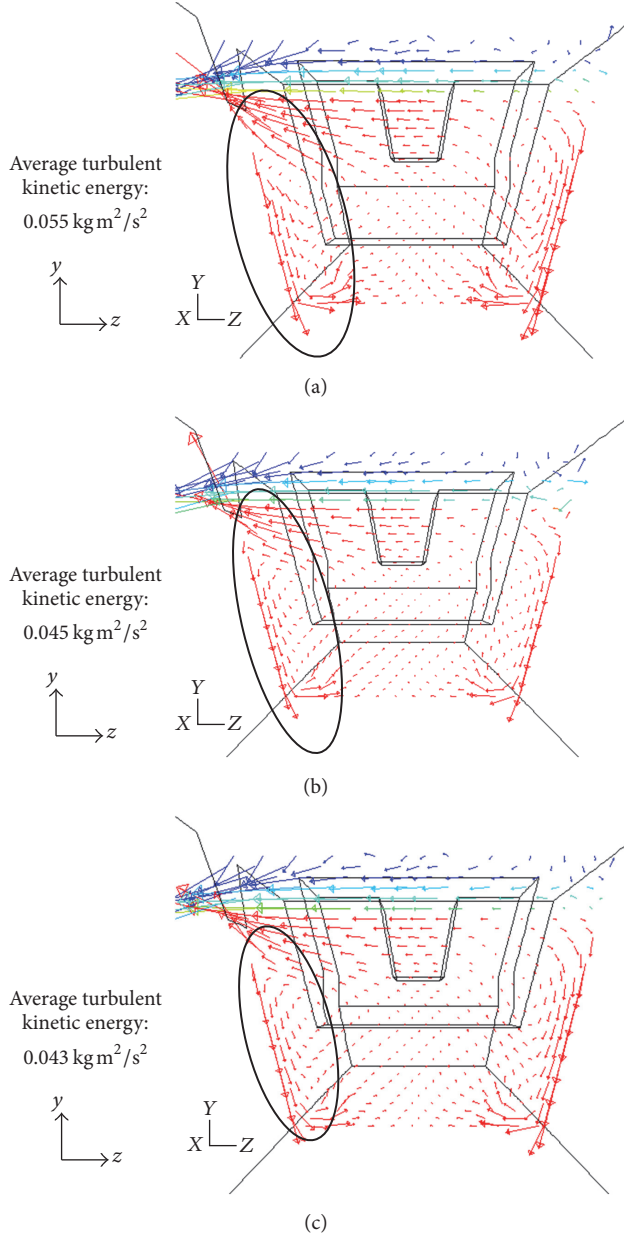 Average turbulent
kinetic energy:
0.055 kg m²/s²
y
z
Y
X
Z
(a)
Average turbulent
kinetic energy:
0.045 kg m²/s²
y
z
Y
X
Z
(b)
Average turbulent
kinetic energy:
0.043 kg m²/s²
y
z
Y
X
Z
(c)